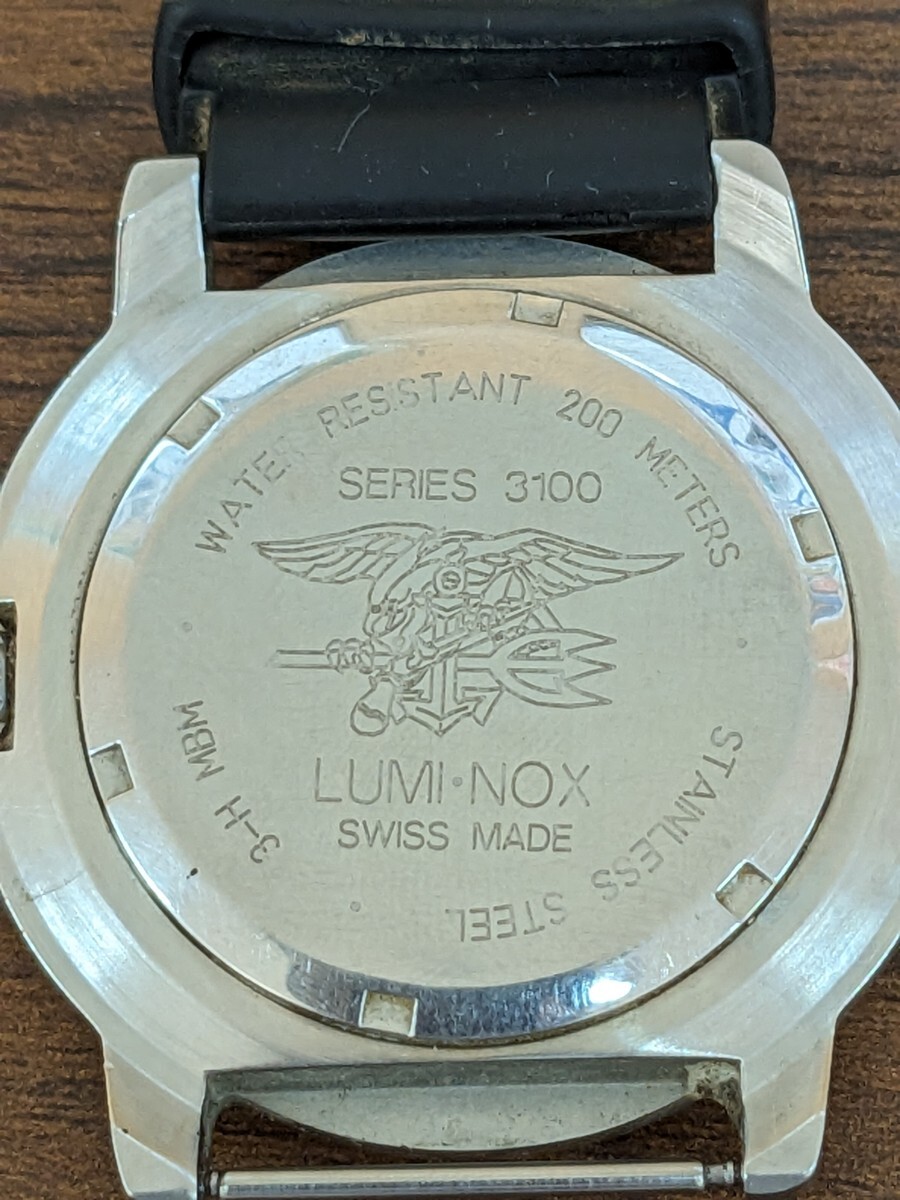 WATER RESISTANT 200 METERS
SERIES 3100
LUMI·NOX
SWISS MADE
STAINLESS STEEL
3-H MBM